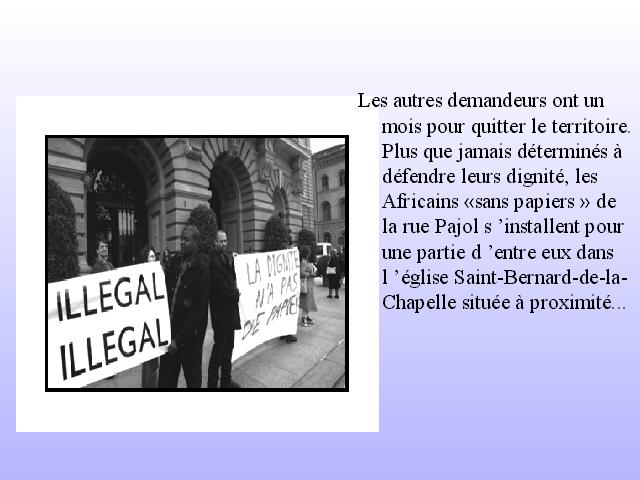 Les autres demandeurs ont un
mois pour quitter le territoire.
Plus que jamais déterminés à
défendre leurs dignité, les
Africains «sans papiers » de
la rue Pajol s ’installent pour
une partie d ’entre eux dans
l ’église Saint-Bernard-de-la-
Chapelle située à proximité...
ILLEGAL
ILLEGAL
LA DIGNITE
N'A PAS
DE PAPIER